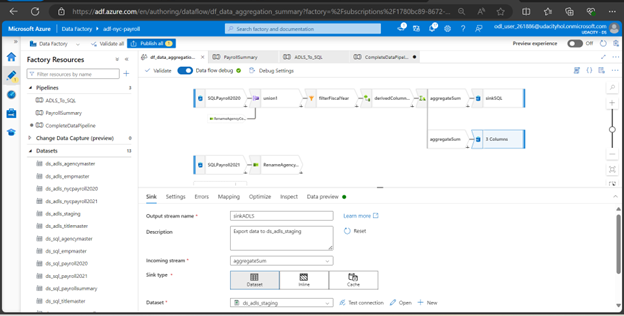 https://adf.azure.com/en/authoring/dataflow/df_data_aggregation_summary?factory=%2Fsubscriptions%2F1780bc89-8672-...
Microsoft Azure Data Factory adf-nyc-payroll
Search factory and documentation
odl_user_261886@udacityhol.onmicrosoft.com
UDACITY
Data Factory Validate all Publish all 1
Preview experience Off
Factory Resources
Filter resources by name
Pipelines 3
ADLS_To_SQL
PayrollSummary
CompleteDataPipeline
Change Data Capture (preview) 0
Datasets 13
ds_adls_agencymaster
ds_adls_empmaster
ds_adls_nycpayroll2020
ds_adls_nycpayroll2021
ds_adls_staging
ds_adls_titlemaster
ds_sql_agencymaster
ds_sql_empmaster
ds_sql_payroll2020
ds_sql_payroll2021
ds_sql_payrollsummary
ds_sql_titlemaster
df_data_aggregatio... PayrollSummary ADLS_To_SQL CompleteDataPipel...
Validate Data flow debug Debug Settings
SQLPayroll2020 union1 filterFiscalYear derivedColumn... aggregateSum sinkSQL
RenameAgencyCo...
aggregateSum 3 Columns
SQLPayroll2021 RenameAgency...
Sink Settings Errors Mapping Optimize Inspect Data preview
Output stream name * sinkADLS Learn more
Description Export data to ds_adls_staging Reset
Incoming stream * aggregateSum
Sink type *
Dataset Inline Cache
Dataset * ds_adls_staging Test connection Open New